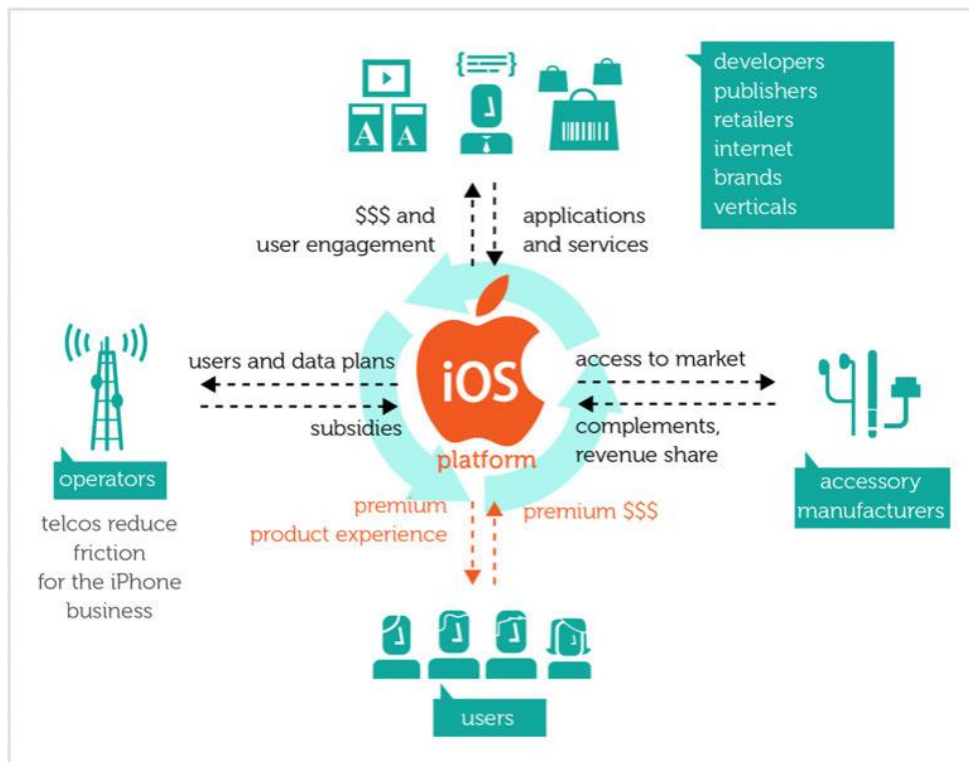 { }
A
A
developers
publishers
retailers
internet
brands
verticals
$$$ and
user engagement
applications
and services
users and data plans
subsidies
iOS
platform
access to market
complements,
revenue share
operators
telcos reduce
friction
for the iPhone
business
accessory
manufacturers
premium
product experience
premium $$$
users